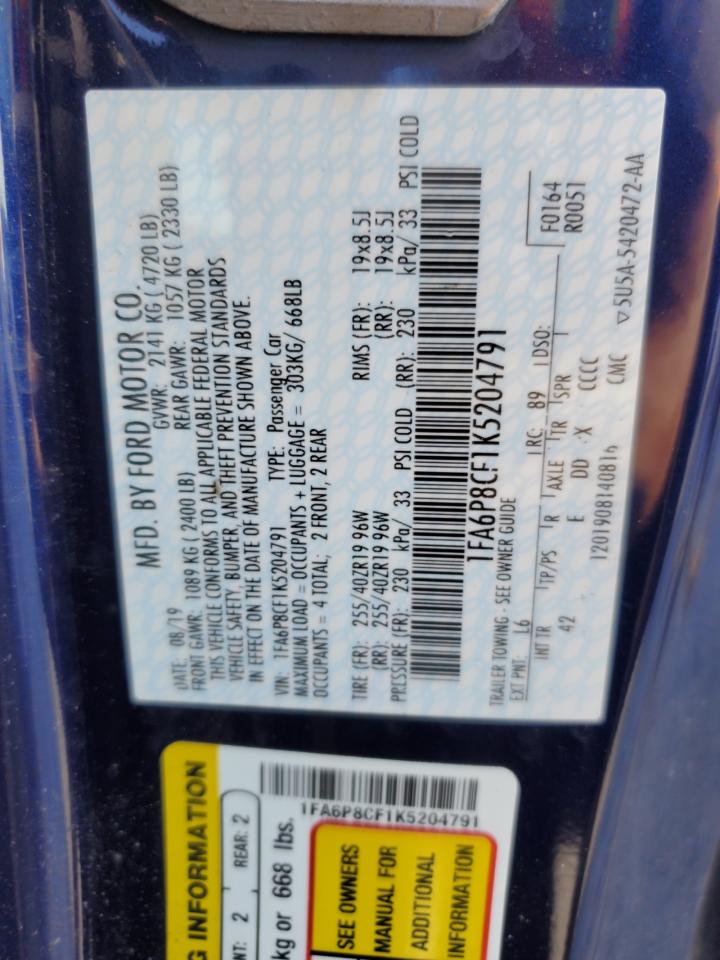 MFD. BY FORD MOTOR CO.
DATE: 08/19 GVWR: 2141 KG ( 4720 LB)
FRONT GAWR: 1089 KG ( 2400 LB) REAR GAWR: 1057 KG ( 2330 LB)
THIS VEHICLE CONFORMS TO ALL APPLICABLE FEDERAL MOTOR
VEHICLE SAFETY, BUMPER, AND THEFT PREVENTION STANDARDS
IN EFFECT ON THE DATE OF MANUFACTURE SHOWN ABOVE.
VIN: 1FA6P8CF1K5204791 TYPE: Passenger Car
MAXIMUM LOAD = OCCUPANTS + LUGGAGE = 303KG/ 668LB
OCCUPANTS = 4 TOTAL; 2 FRONT, 2 REAR
TIRE (FR): 255/40ZR19 96W RIMS (FR): 19x8.5J
(RR): 255/40ZR19 96W (RR): 19x8.5J
PRESSURE (FR): 230 kPa/ 33 PSI COLD (RR): 230 kPa/ 33 PSI COLD
1FA6P8CF1K5204791
TRAILER TOWING - SEE OWNER GUIDE
EXT PNT: L6 RC: 89 DSO: F0164
R0051
INT TR TP/PS R AXLE TR SPR
42 E DD X CCCC
1201908140816 CMC ▽5U5A-5420472-AA
G INFORMATION
NT: 2 REAR: 2
kg or 668 lbs.
1FA6P8CF1K5204791
SEE OWNERS
MANUAL FOR
ADDITIONAL
INFORMATION